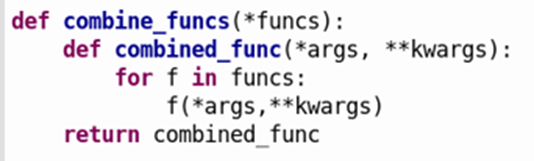 def combine_funcs(*funcs):
    def combined_func(*args, **kwargs):
        for f in funcs:
            f(*args,**kwargs)
    return combined_func